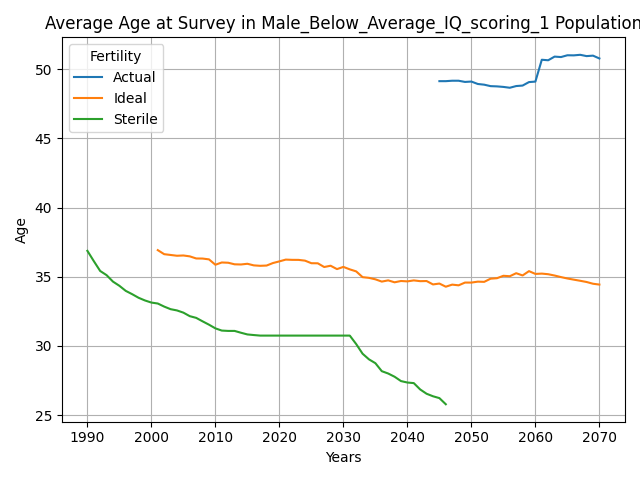 Average Age at Survey in Male_Below_Average_IQ_scoring_1 Population
Fertility
Actual
Ideal
Sterile
Age
50
45
40
35
30
25
1990 2000 2010 2020 2030 2040 2050 2060 2070
Years